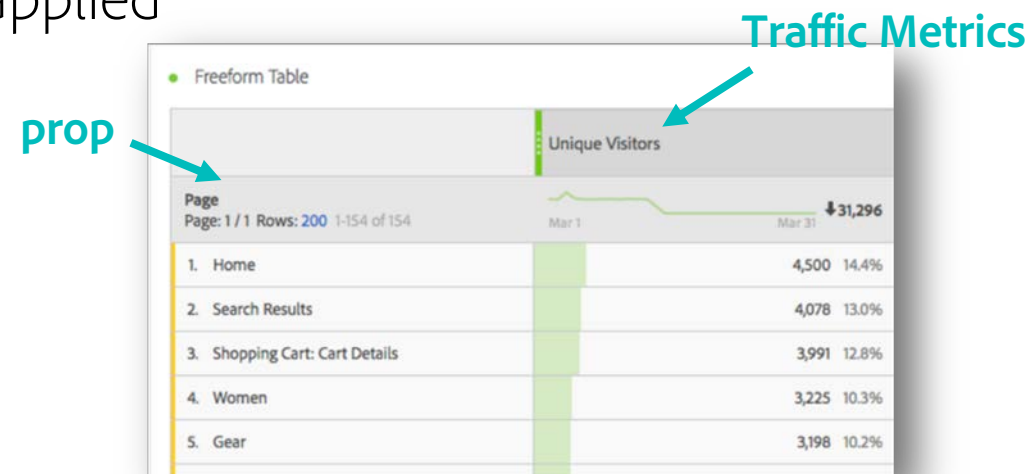 applied
Traffic Metrics
Freeform Table
prop
Unique Visitors
Page
Page: 1 / 1 Rows: 200 1-154 of 154
Mar 1
Mar 31
↓31,296
1. Home 4,500 14.4%
2. Search Results 4,078 13.0%
3. Shopping Cart: Cart Details 3,991 12.8%
4. Women 3,225 10.3%
5. Gear 3,198 10.2%